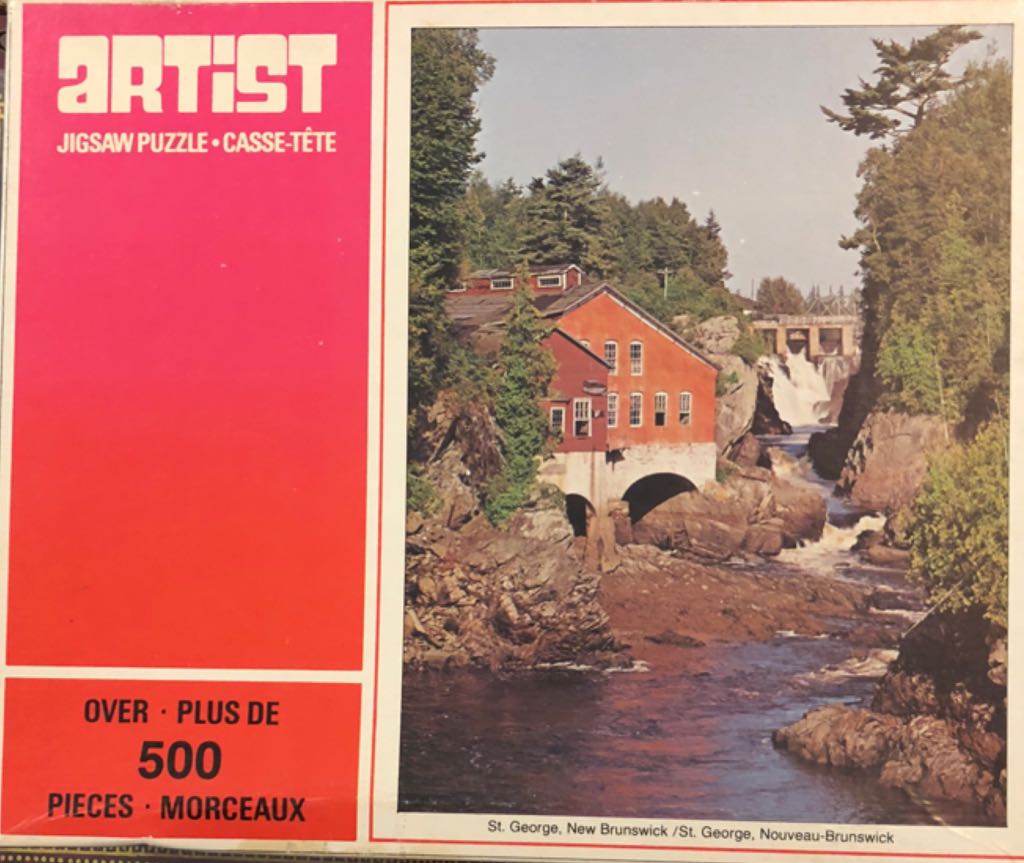 ARTiST
JIGSAW PUZZLE • CASSE-TÊTE
OVER · PLUS DE
500
PIECES · MORCEAUX
St. George, New Brunswick /St. George, Nouveau-Brunswick